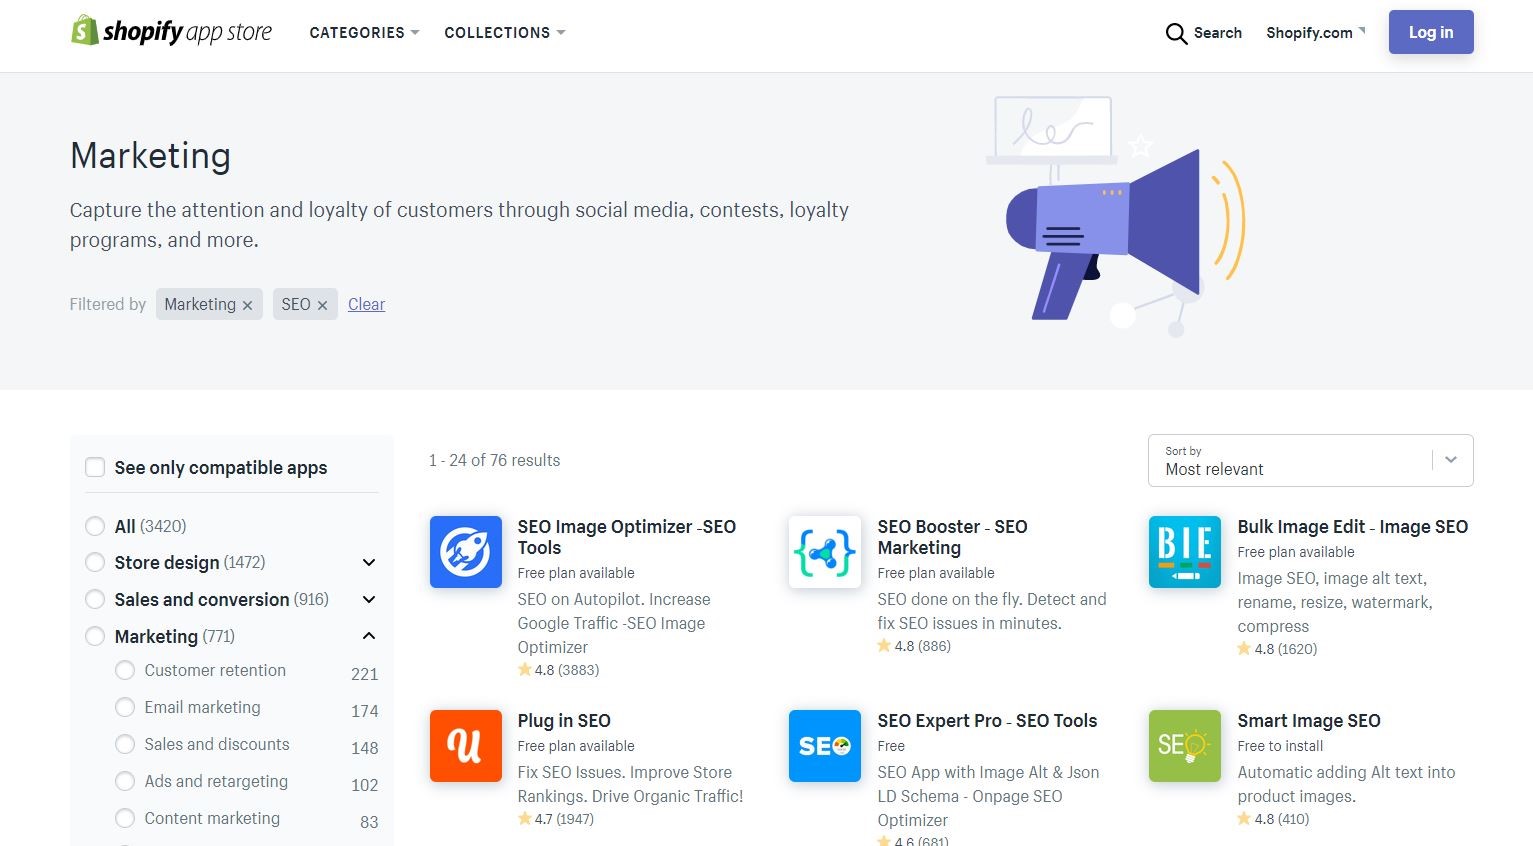 shopify app store
CATEGORIES
COLLECTIONS
Search
Shopify.com
Log in
Marketing
Capture the attention and loyalty of customers through social media, contests, loyalty
programs, and more.
Filtered by
Marketing ×
SEO ×
Clear
See only compatible apps
All (3420)
Store design (1472)
Sales and conversion (916)
Marketing (771)
Customer retention 221
Email marketing 174
Sales and discounts 148
Ads and retargeting 102
Content marketing 83
1 - 24 of 76 results
Sort by
Most relevant
SEO Image Optimizer -SEO
Tools
Free plan available
SEO on Autopilot. Increase
Google Traffic -SEO Image
Optimizer
4.8 (3883)
SEO Booster - SEO
Marketing
Free plan available
SEO done on the fly. Detect and
fix SEO issues in minutes.
4.8 (886)
BIE
Bulk Image Edit - Image SEO
Free plan available
Image SEO, image alt text,
rename, resize, watermark,
compress
4.8 (1620)
Plug in SEO
Free plan available
Fix SEO Issues. Improve Store
Rankings. Drive Organic Traffic!
4.7 (1947)
SEO
SEO Expert Pro - SEO Tools
Free
SEO App with Image Alt & Json
LD Schema - Onpage SEO
Optimizer
4.6 (681)
SE
Smart Image SEO
Free to install
Automatic adding Alt text into
product images.
4.8 (410)